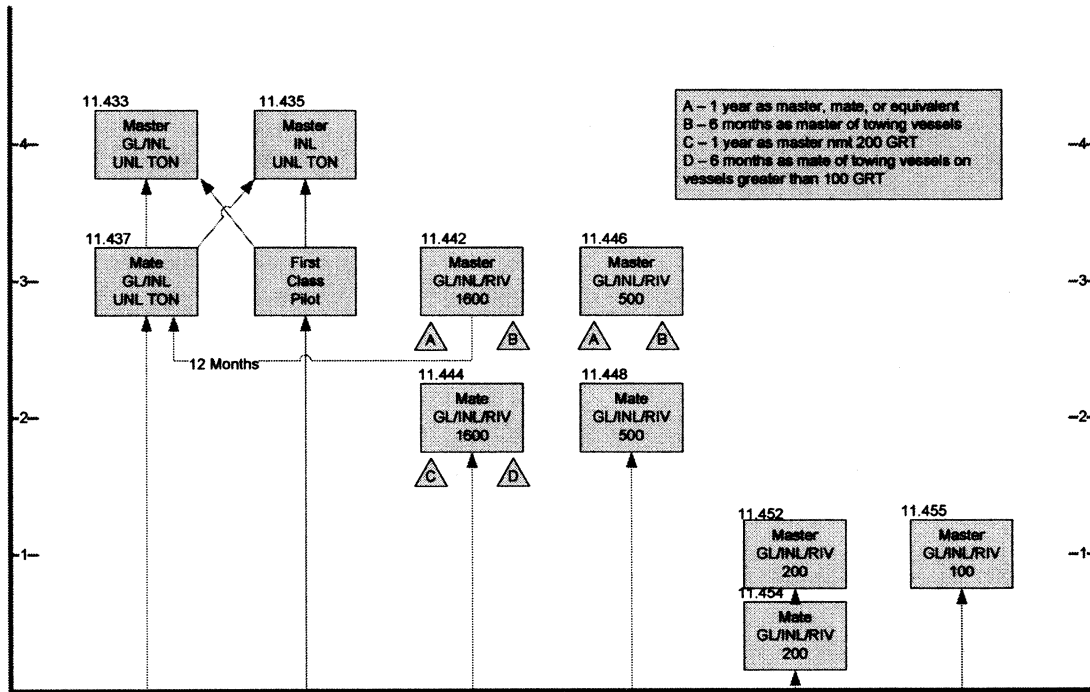 11.433
Master
GL/INL
UNL TON
11.435
Master
INL
UNL TON
A – 1 year as master, mate, or equivalent
B – 6 months as master of towing vessels
C – 1 year as master nmt 200 GRT
D – 6 months as mate of towing vessels on
vessels greater than 100 GRT
4
4
11.437
Mate
GL/INL
UNL TON
First
Class
Pilot
11.442
Master
GL/INL/RIV
1600
11.446
Master
GL/INL/RIV
500
3
3
A
B
A
B
12 Months
11.444
Mate
GL/INL/RIV
1600
11.448
Mate
GL/INL/RIV
500
2
2
C
D
11.452
Master
GL/INL/RIV
200
11.455
Master
GL/INL/RIV
100
1
1
11.454
Mate
GL/INL/RIV
200